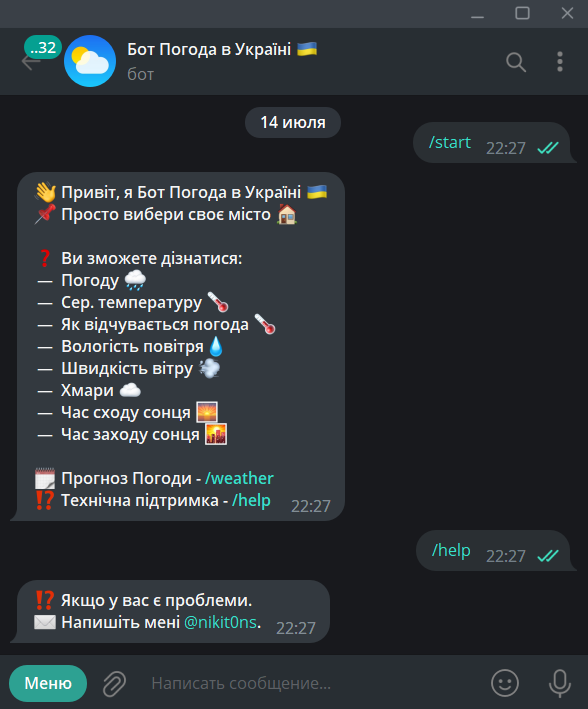 ..32
Бот Погода в Україні 🇺🇦
бот
14 июля
/start 22:27
👋 Привіт, я Бот Погода в Україні 🇺🇦
📌 Просто вибери своє місто 🏠
❓ Ви зможете дізнатися:
— Погоду 🌧
— Сер. температуру 🌡
— Як відчувається погода 🌡
— Вологість повітря💧
— Швидкість вітру 💨
— Хмари ☁️
— Час сходу сонця 🌅
— Час заходу сонця 🌇
🗓 Прогноз Погоди - /weather
⁉️ Технічна підтримка - /help 22:27
/help 22:27
⁉️ Якщо у вас є проблеми.
✉️ Напишіть мені @nikit0ns. 22:27
Меню Написать сообщение...